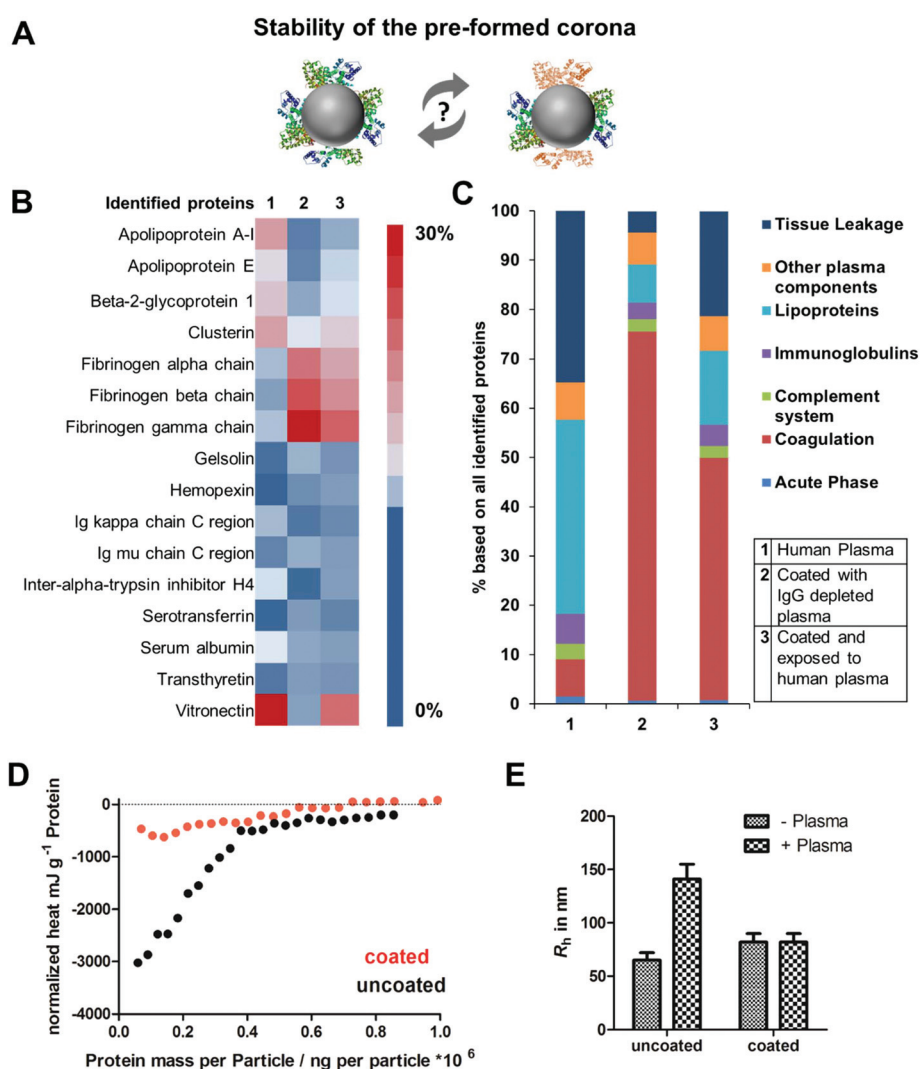 A
Stability of the pre-formed corona
?
B
Identified proteins 1 2 3
Apolipoprotein A-I
Apolipoprotein E
Beta-2-glycoprotein 1
Clusterin
Fibrinogen alpha chain
Fibrinogen beta chain
Fibrinogen gamma chain
Gelsolin
Hemopexin
Ig kappa chain C region
Ig mu chain C region
Inter-alpha-trypsin inhibitor H4
Serotransferrin
Serum albumin
Transthyretin
Vitronectin
30%
0%
C
% based on all identified proteins
100
90
80
70
60
50
40
30
20
10
0
1 2 3
Tissue Leakage
Other plasma
components
Lipoproteins
Immunoglobulins
Complement
system
Coagulation
Acute Phase
1 Human Plasma
2 Coated with
IgG depleted
plasma
3 Coated and
exposed to
human plasma
D
normalized heat mJ g⁻¹ Protein
0
-1000
-2000
-3000
-4000
0.0 0.2 0.4 0.6 0.8 1.0
coated
uncoated
Protein mass per Particle / ng per particle *10 ⁶
E
Rh in nm
200
150
100
50
0
- Plasma
+ Plasma
uncoated coated